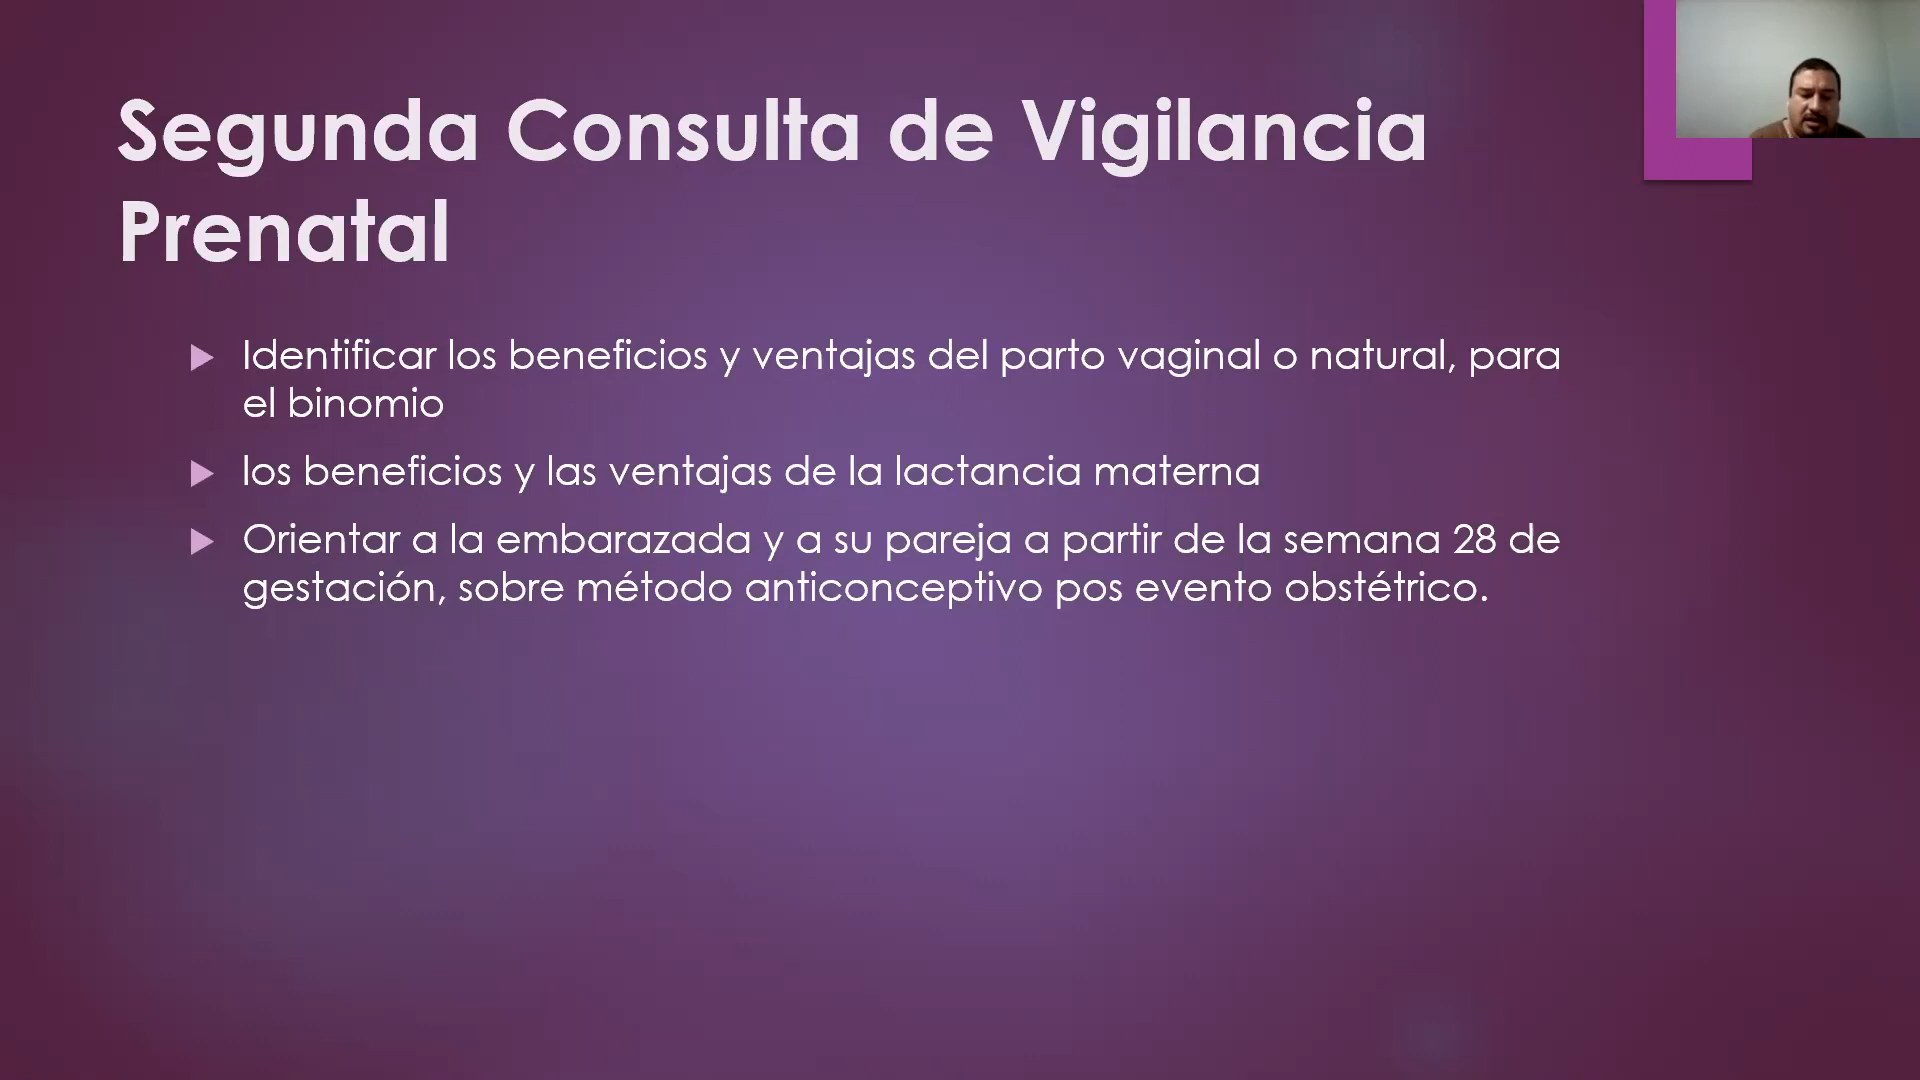 Segunda Consulta de Vigilancia
Prenatal
Identificar los beneficios y ventajas del parto vaginal o natural, para
el binomio
los beneficios y las ventajas de la lactancia materna
Orientar a la embarazada y a su pareja a partir de la semana 28 de
gestación, sobre método anticonceptivo pos evento obstétrico.